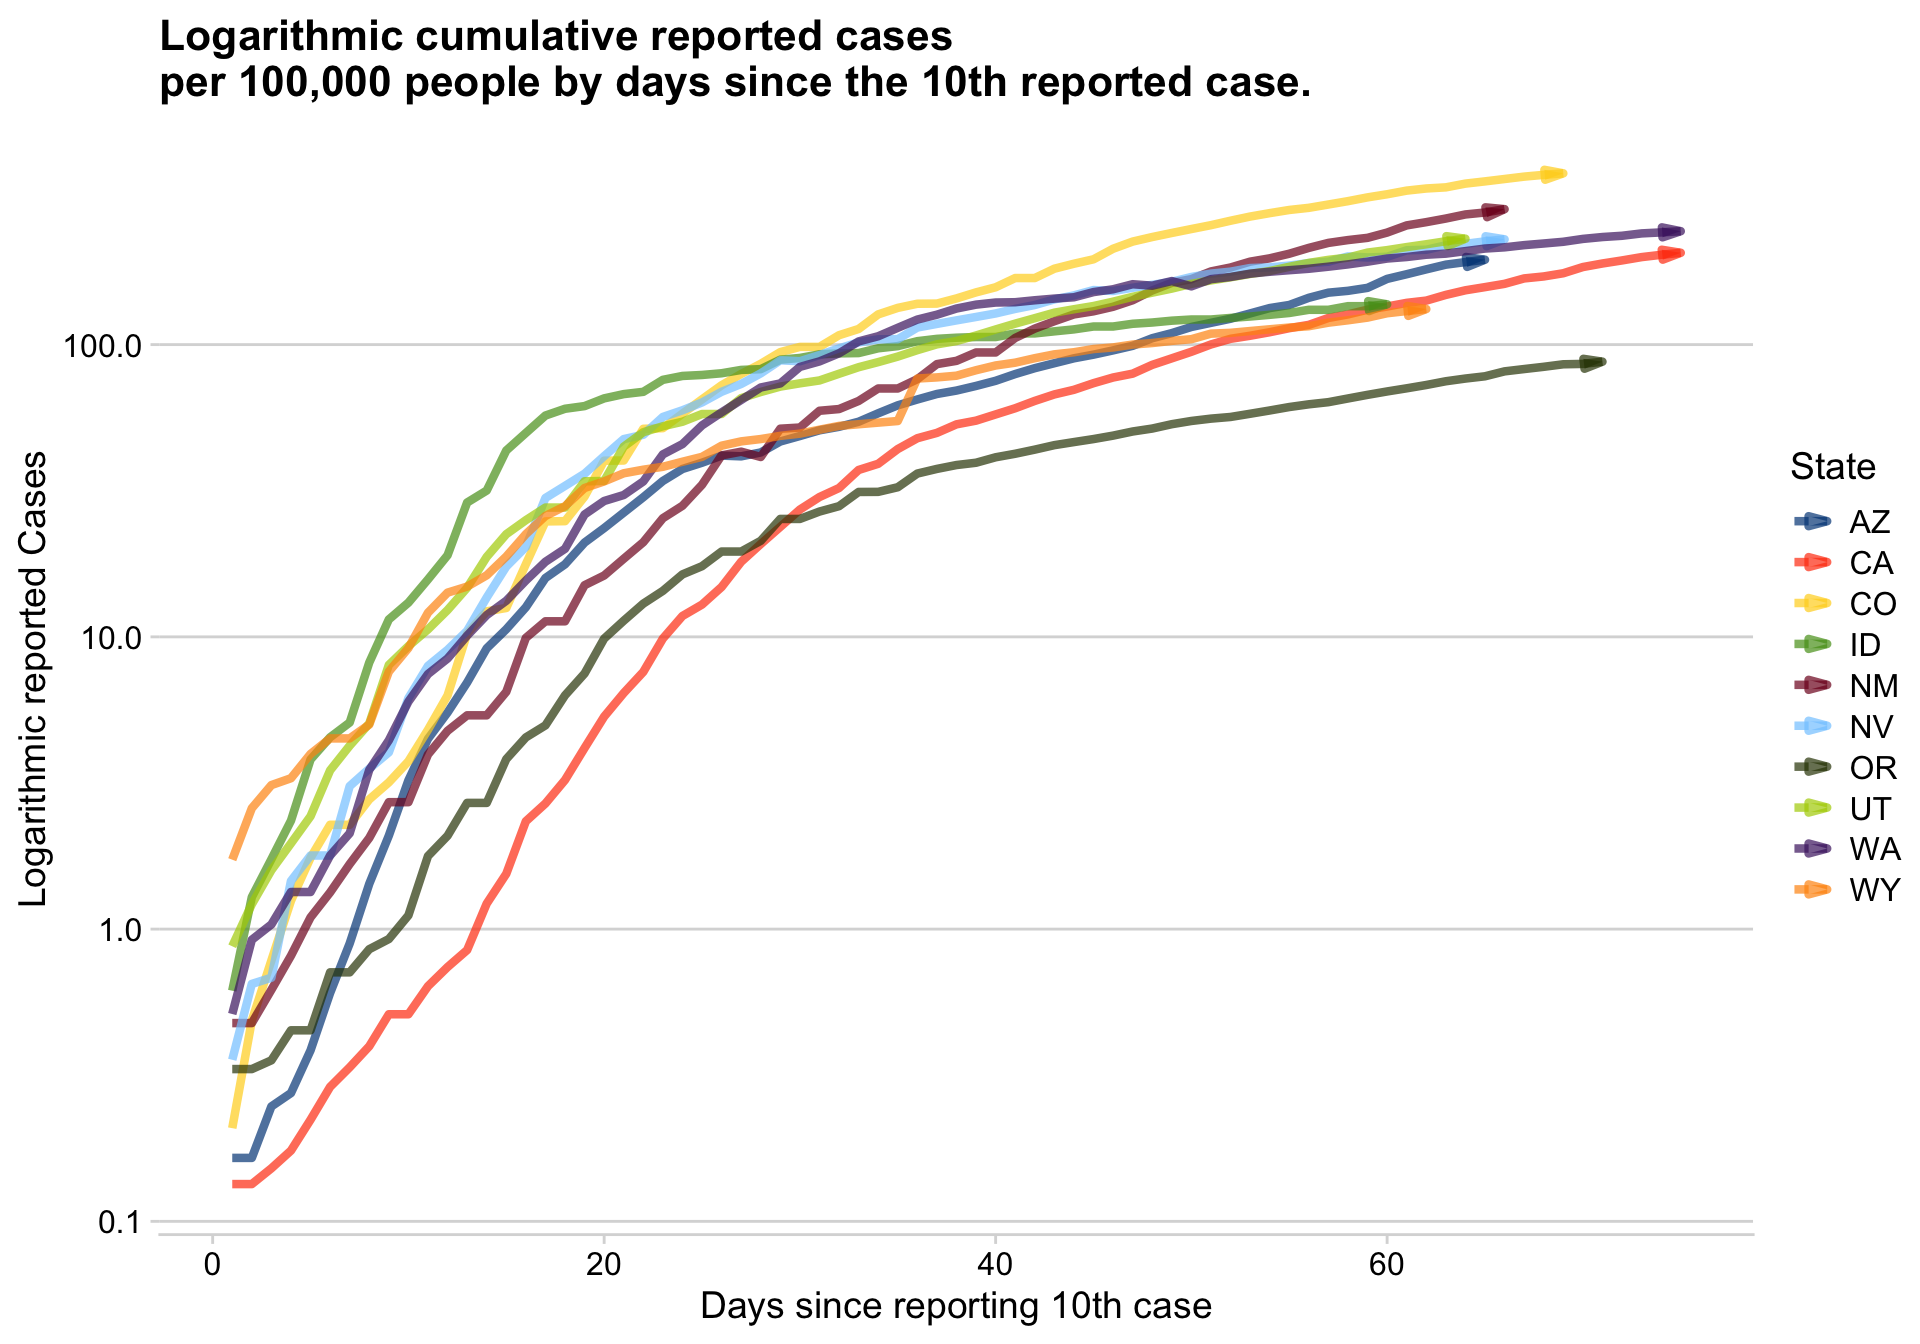 Logarithmic cumulative reported cases
per 100,000 people by days since the 10th reported case.
Logarithmic reported Cases
100.0
10.0
1.0
0.1
0
20
40
60
Days since reporting 10th case
State
AZ
CA
CO
ID
NM
NV
OR
UT
WA
WY